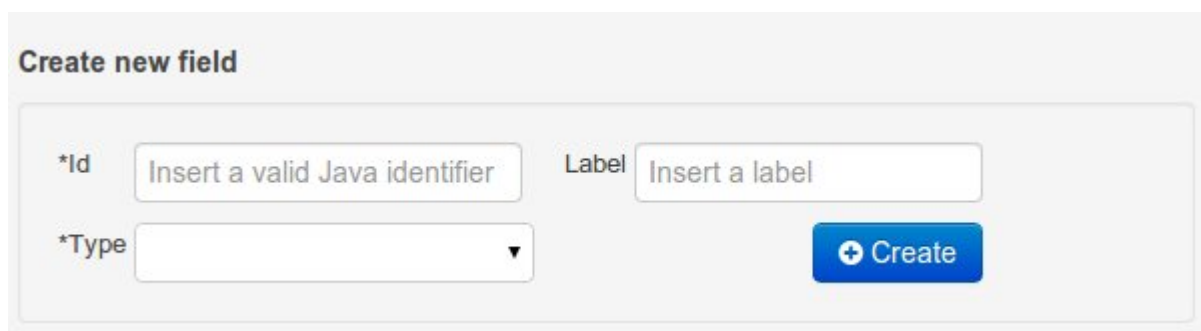 Create new field
*Id Insert a valid Java identifier Label Insert a label
*Type Create